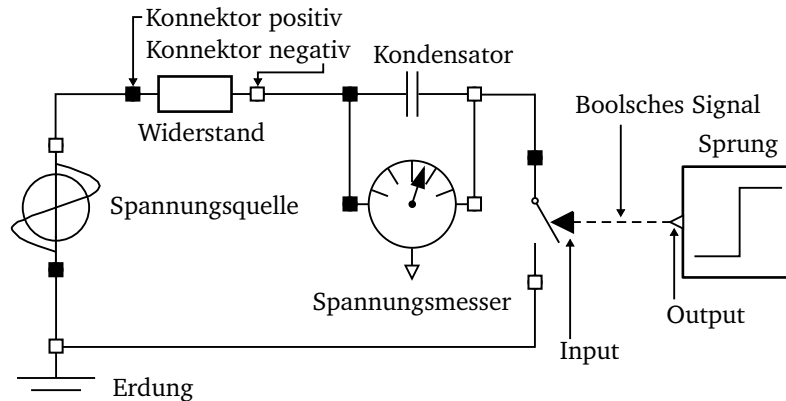 Konnektor positiv
Konnektor negativ
Kondensator
Boolsches Signal
Widerstand
Sprung
Spannungsquelle
Spannungsmesser
Output
Input
Erdung